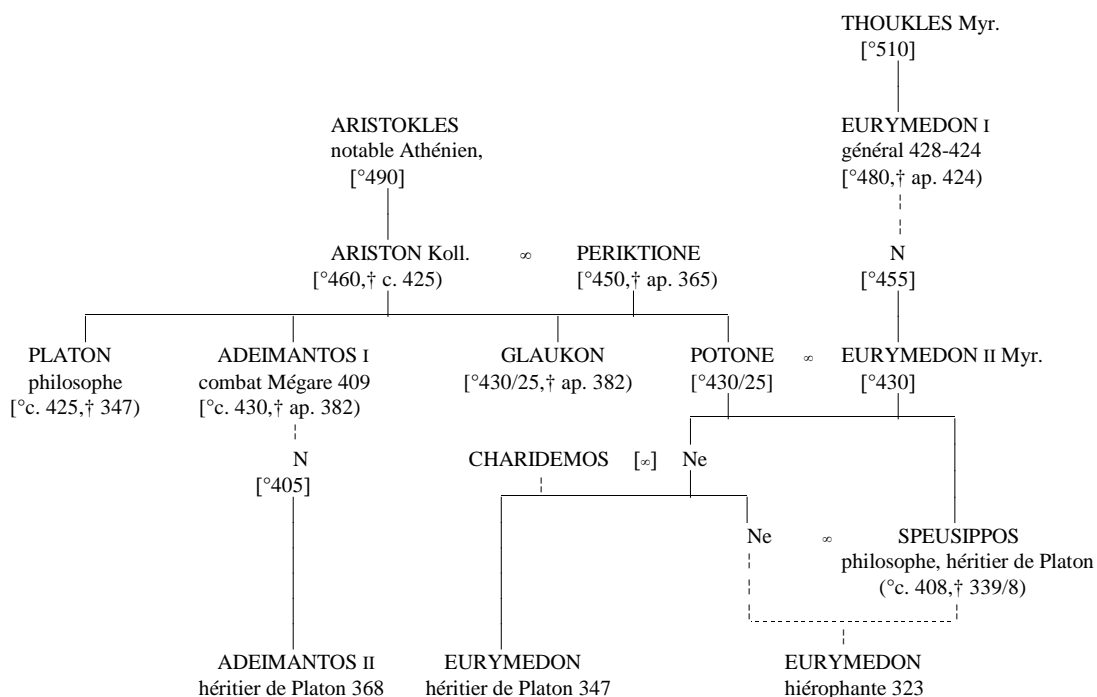 THOUKLES Myr.
[°510]
ARISTOKLES
notable Athénien,
[°490]
EURYMEDON I
général 428-424
[°480,† ap. 424)
ARISTON Koll. ∞ PERIKTIONE
[°460,† c. 425) [°450,† ap. 365)
N
[°455]
PLATON
philosophe
[°c. 425,† 347)
ADEIMANTOS I
combat Mégare 409
[°c. 430,† ap. 382)
GLAUKON
[°430/25,† ap. 382)
POTONE ∞ EURYMEDON II Myr.
[°430/25] [°430]
N
[°405]
CHARIDEMOS [∞] Ne
Ne ∞ SPEUSIPPOS
philosophe, héritier de Platon
(°c. 408,† 339/8)
ADEIMANTOS II
héritier de Platon 368
EURYMEDON
héritier de Platon 347
EURYMEDON
hiérophante 323